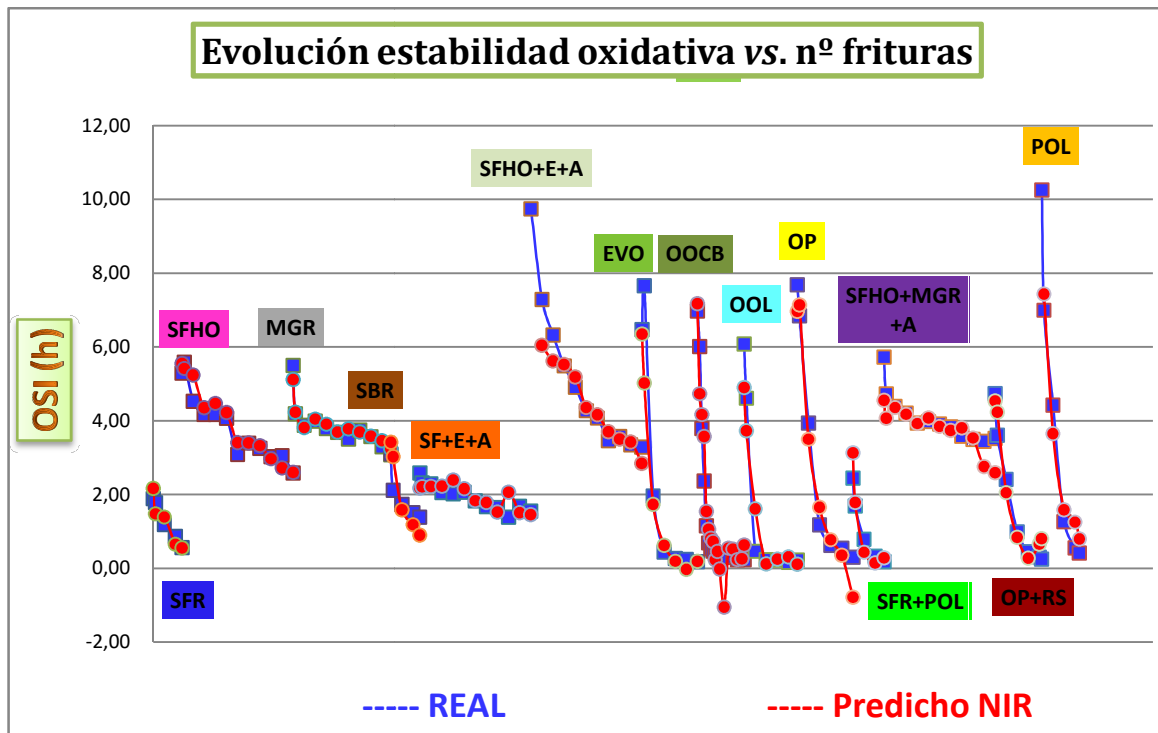 Evolución estabilidad oxidativa vs. nº frituras
12,00
10,00
8,00
6,00
4,00
2,00
0,00
-2,00
OSI (h)
SFR
SFHO
MGR
SBR
SF+E+A
SFHO+E+A
EVO
OOCB
OOL
OP
SFHO+MGR
+A
SFR+POL
OP+RS
POL
----- REAL
----- Predicho NIR